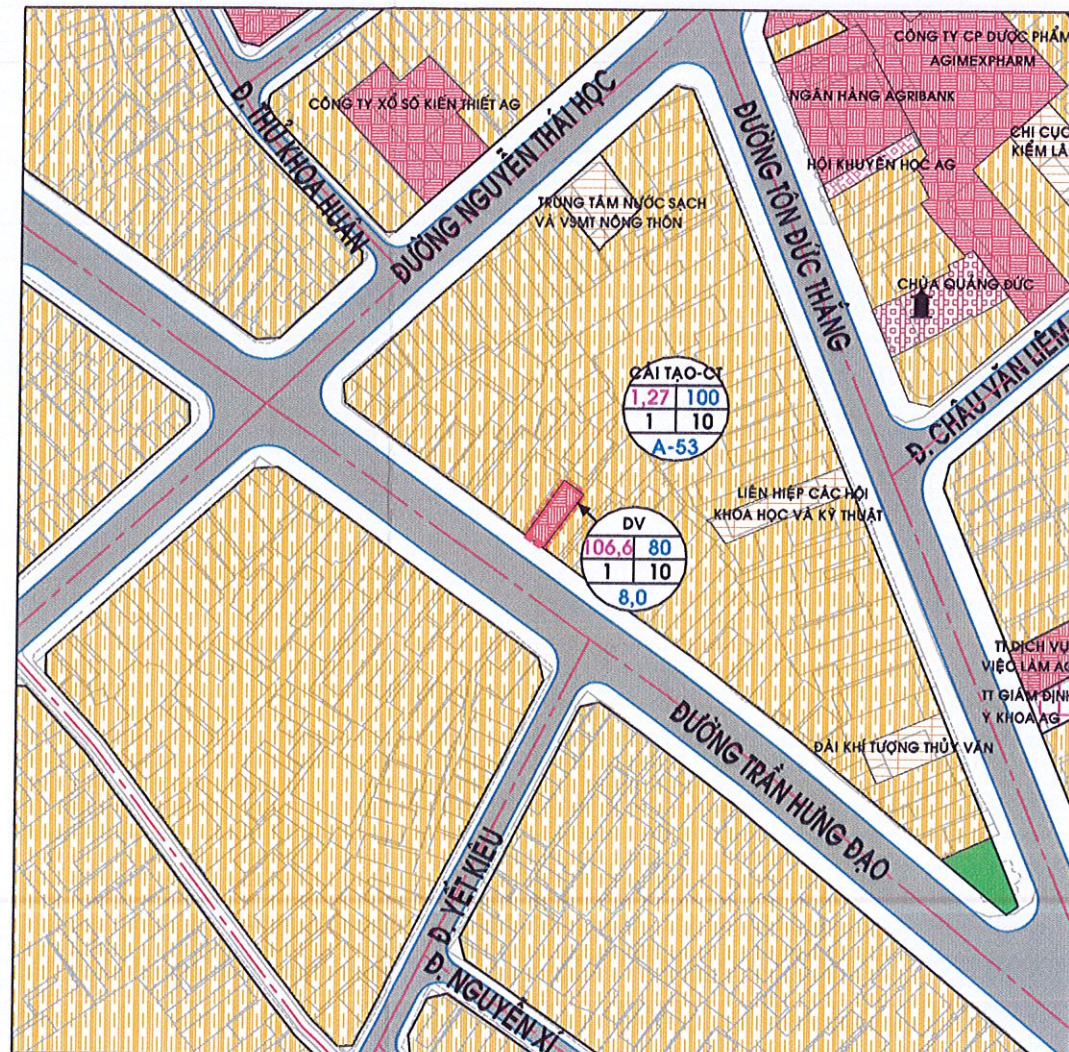 CÔNG TY CP DƯỢC PHẨM
AGIMEXPHARM
NGÂN HÀNG AGRIBANK
CÔNG TY XỔ SỐ KIẾN THIẾT AG
Đ. THỦ KHOA HUÂN
ĐƯỜNG NGUYỄN THÁI HỌC
ĐƯỜNG TÔN ĐỨC THẮNG
CHI CỤC
KIỂM LÂ
HỘI KHUYẾN HỌC AG
TRUNG TÂM NƯỚC SẠCH
VÀ VSMT NÔNG THÔN
CHÙA QUẢNG ĐỨC
Đ. CHÂU VĂN LIÊM
CẢI TẠO-CT
1,27 100
1 10
A-53
LIÊN HIỆP CÁC HỘI
KHOA HỌC VÀ KỸ THUẬT
DV
106,6 80
1 10
8,0
TT DỊCH VỤ
VIỆC LÀM AG
TT GIÁM ĐỊNH
Y KHOA AG
ĐÀI KHÍ TƯỢNG THỦY VĂN
ĐƯỜNG TRẦN HƯNG ĐẠO
Đ. YẾT KIÊU
Đ. NGUYỄN XÍ